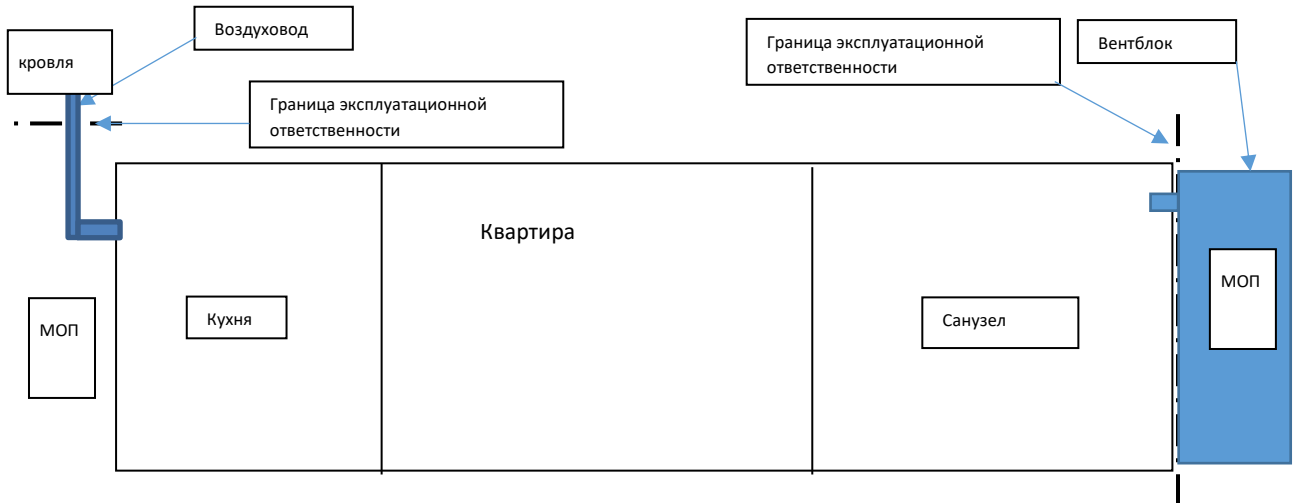 Воздуховод
кровля
Граница эксплуатационной
ответственности
Граница эксплуатационной
ответственности
Вентблок
Квартира
МОП
Кухня
Санузел
МОП